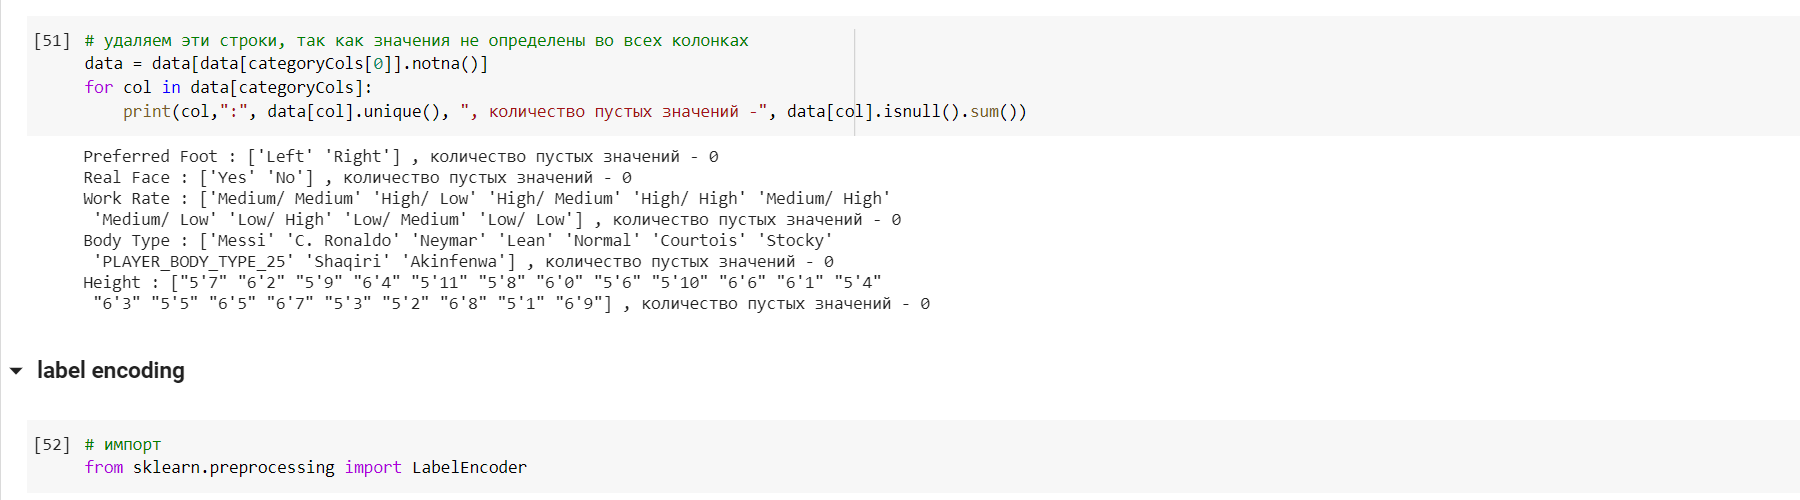 [51] # удаляем эти строки, так как значения не определены во всех колонках
data = data[data[categoryCols[0]].notna()]
for col in data[categoryCols]:
    print(col,":", data[col].unique(), ", количество пустых значений -", data[col].isnull().sum())
Preferred Foot : ['Left' 'Right'] , количество пустых значений - 0
Real Face : ['Yes' 'No'] , количество пустых значений - 0
Work Rate : ['Medium/ Medium' 'High/ Low' 'High/ Medium' 'High/ High' 'Medium/ High'
 'Medium/ Low' 'Low/ High' 'Low/ Medium' 'Low/ Low'] , количество пустых значений - 0
Body Type : ['Messi' 'C. Ronaldo' 'Neymar' 'Lean' 'Normal' 'Courtois' 'Stocky'
 'PLAYER_BODY_TYPE_25' 'Shaqiri' 'Akinfenwa'] , количество пустых значений - 0
Height : ["5'7" "6'2" "5'9" "6'4" "5'11" "5'8" "6'0" "5'6" "5'10" "6'6" "6'1" "5'4"
 "6'3" "5'5" "6'5" "6'7" "5'3" "5'2" "6'8" "5'1" "6'9"] , количество пустых значений - 0
label encoding
[52] # импорт
from sklearn.preprocessing import LabelEncoder